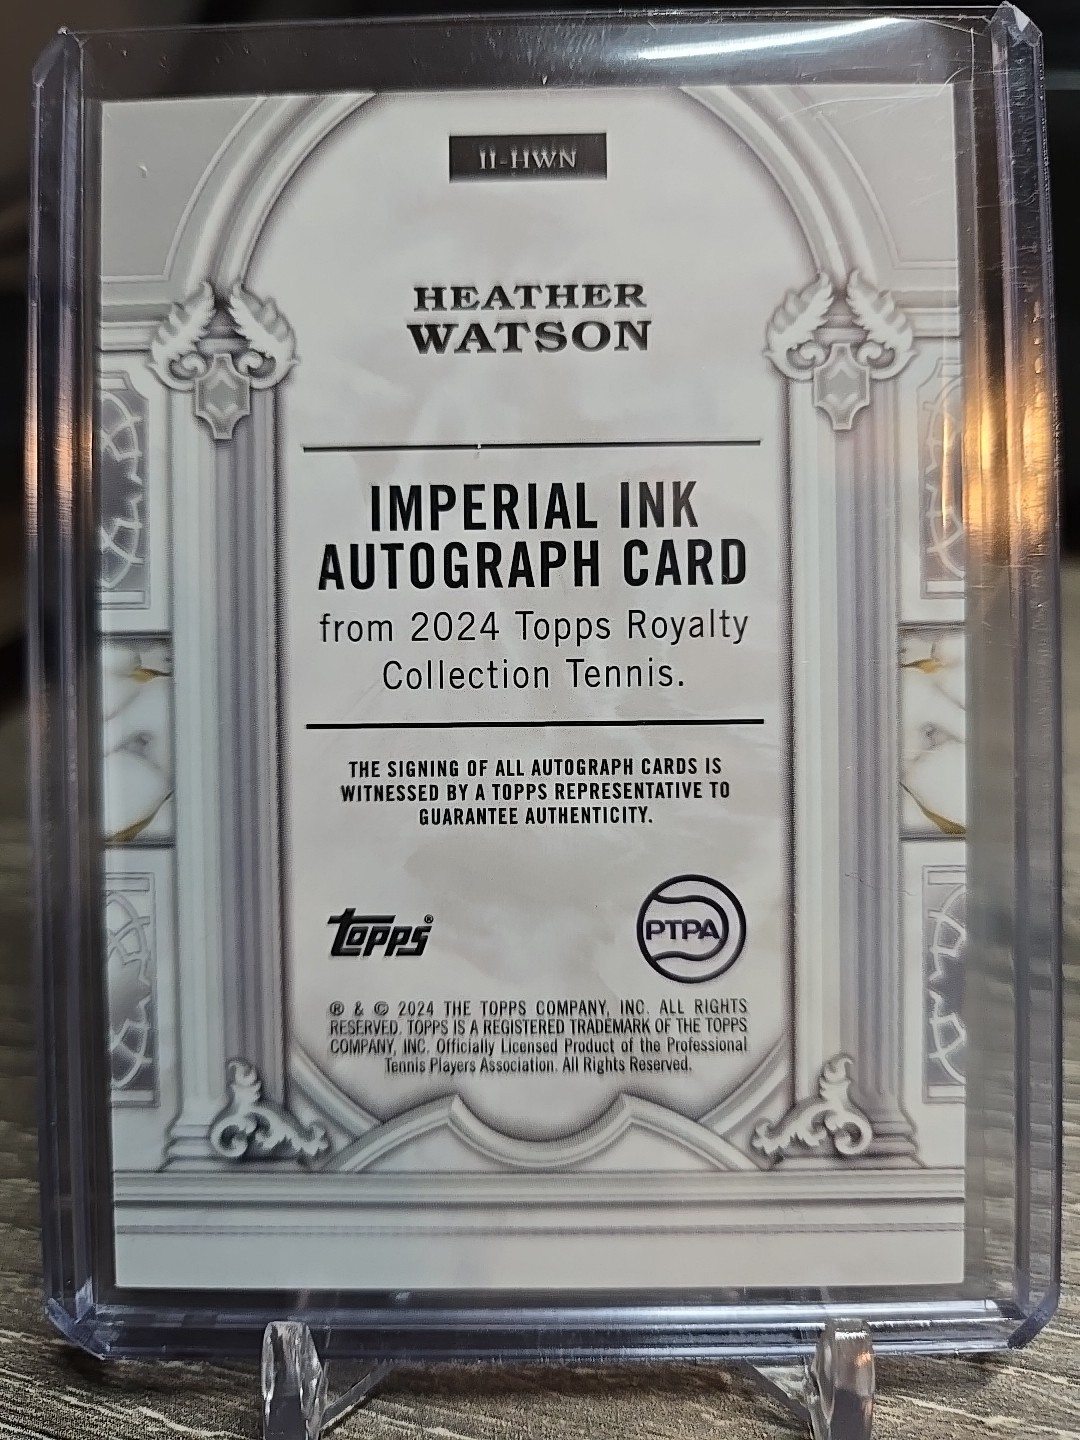 II-HWN
HEATHER
WATSON
IMPERIAL INK
AUTOGRAPH CARD
from 2024 Topps Royalty
Collection Tennis.
THE SIGNING OF ALL AUTOGRAPH CARDS IS
WITNESSED BY A TOPPS REPRESENTATIVE TO
GUARANTEE AUTHENTICITY.
topps®
PTPA
® & © 2024 THE TOPPS COMPANY, INC. ALL RIGHTS
RESERVED. TOPPS IS A REGISTERED TRADEMARK OF THE TOPPS
COMPANY, INC. Officially Licensed Product of the Professional
Tennis Players Association. All Rights Reserved.